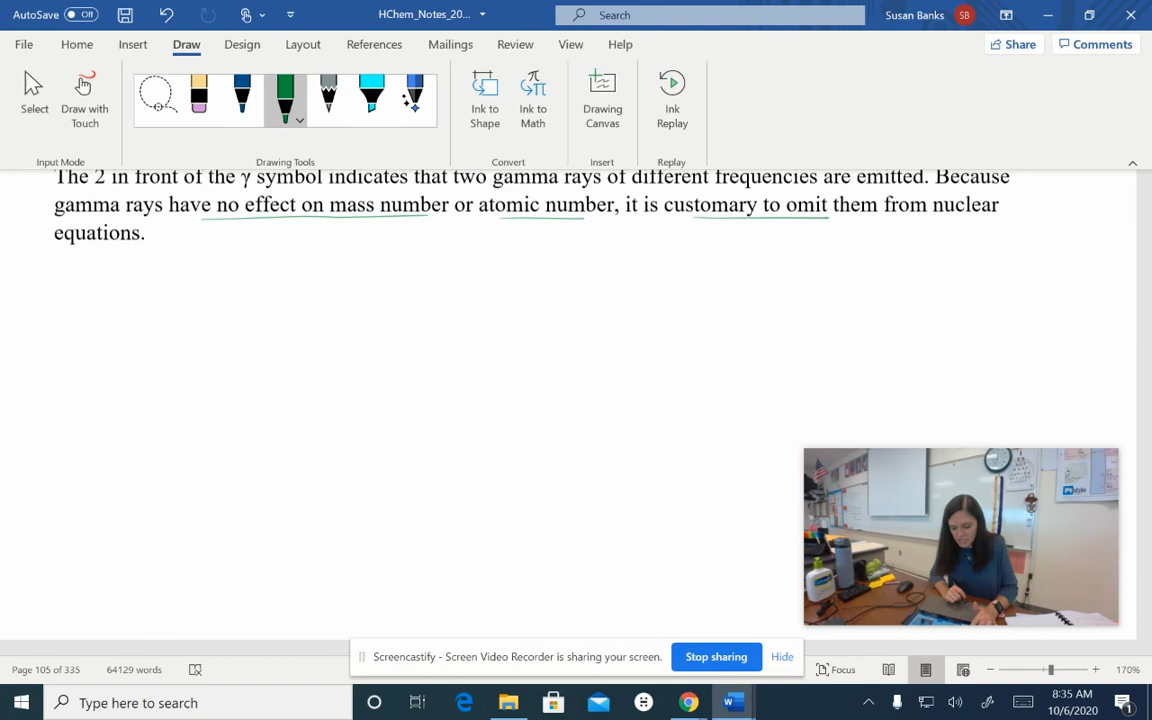 AutoSave Off HChem_Notes_20... Search Susan Banks SB
File Home Insert Draw Design Layout References Mailings Review View Help Share Comments
Select Draw with Touch Ink to Shape Ink to Math Drawing Canvas Ink Replay
Input Mode Drawing Tools Convert Insert Replay
The 2 in front of the γ symbol indicates that two gamma rays of different frequencies are emitted. Because
gamma rays have no effect on mass number or atomic number, it is customary to omit them from nuclear
equations.
Screencastify - Screen Video Recorder is sharing your screen. Stop sharing Hide
Page 105 of 335 64129 words Focus 170%
Type here to search 8:35 AM
10/6/2020 1